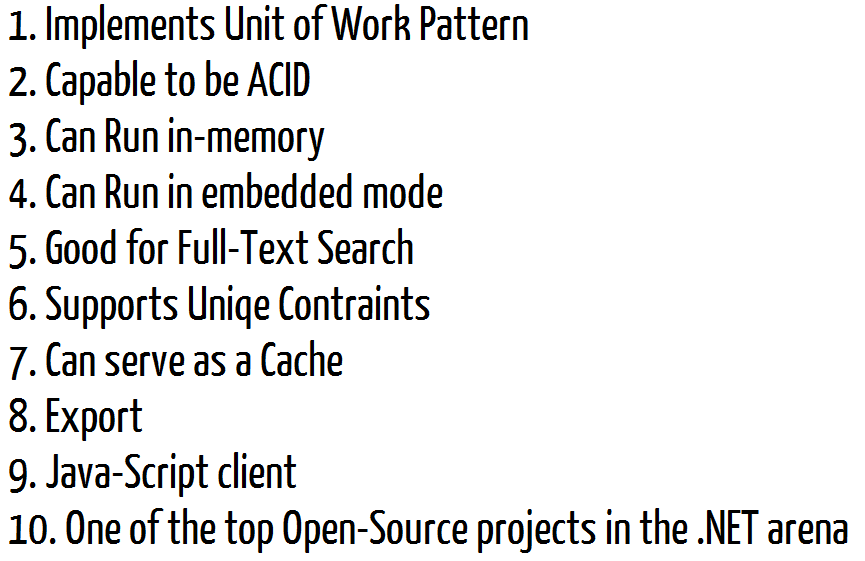 1. Implements Unit of Work Pattern
2. Capable to be ACID
3. Can Run in-memory
4. Can Run in embedded mode
5. Good for Full-Text Search
6. Supports Uniqe Contraints
7. Can serve as a Cache
8. Export
9. Java-Script client
10. One of the top Open-Source projects in the .NET arena